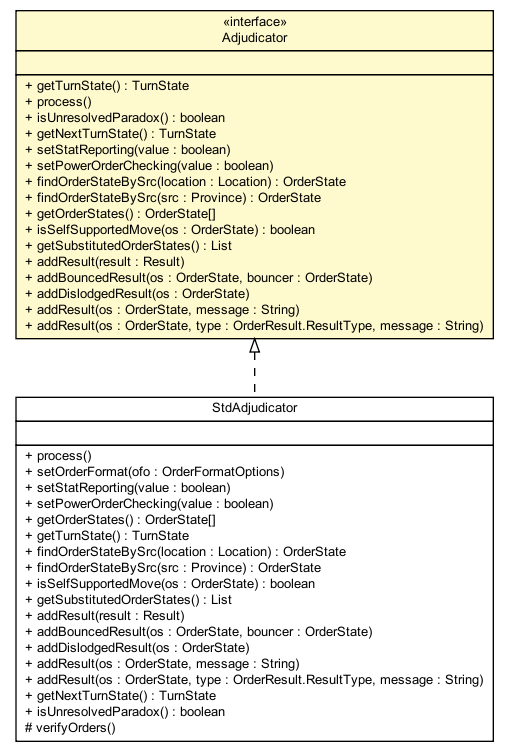 «interface»
Adjudicator
+ getTurnState() : TurnState
+ process()
+ isUnresolvedParadox() : boolean
+ getNextTurnState() : TurnState
+ setStatReporting(value : boolean)
+ setPowerOrderChecking(value : boolean)
+ findOrderStateBySrc(location : Location) : OrderState
+ findOrderStateBySrc(src : Province) : OrderState
+ getOrderStates() : OrderState[]
+ isSelfSupportedMove(os : OrderState) : boolean
+ getSubstitutedOrderStates() : List
+ addResult(result : Result)
+ addBouncedResult(os : OrderState, bouncer : OrderState)
+ addDislodgedResult(os : OrderState)
+ addResult(os : OrderState, message : String)
+ addResult(os : OrderState, type : OrderResult.ResultType, message : String)
StdAdjudicator
+ process()
+ setOrderFormat(ofo : OrderFormatOptions)
+ setStatReporting(value : boolean)
+ setPowerOrderChecking(value : boolean)
+ getOrderStates() : OrderState[]
+ getTurnState() : TurnState
+ findOrderStateBySrc(location : Location) : OrderState
+ findOrderStateBySrc(src : Province) : OrderState
+ isSelfSupportedMove(os : OrderState) : boolean
+ getSubstitutedOrderStates() : List
+ addResult(result : Result)
+ addBouncedResult(os : OrderState, bouncer : OrderState)
+ addDislodgedResult(os : OrderState)
+ addResult(os : OrderState, message : String)
+ addResult(os : OrderState, type : OrderResult.ResultType, message : String)
+ getNextTurnState() : TurnState
+ isUnresolvedParadox() : boolean
# verifyOrders()